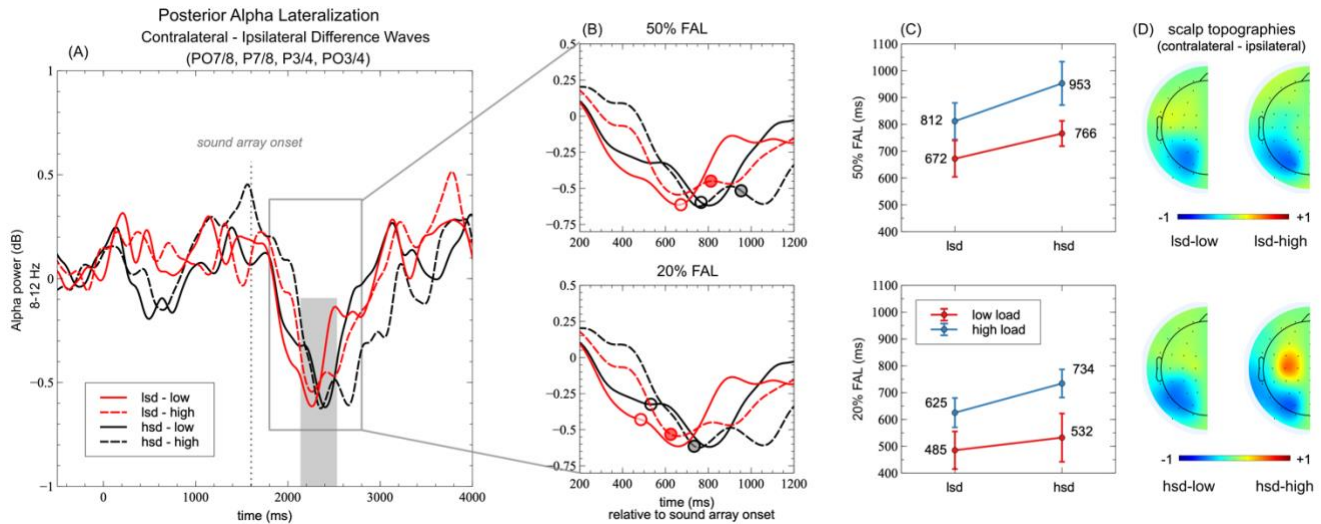 Posterior Alpha Lateralization
Contralateral - Ipsilateral Difference Waves
(PO7/8, P7/8, P3/4, PO3/4)
(A)
1
0.5
0
−0.5
−1
Alpha power (dB)
8-12 Hz
sound array onset
lsd - low
lsd - high
hsd - low
hsd - high
0
1000
2000
3000
4000
time (ms)
(B)
50% FAL
0.5
0.25
0
−0.25
−0.5
−0.75
200 400 600 800 1000 1200
20% FAL
0.5
0.25
0
−0.25
−0.5
−0.75
200 400 600 800 1000 1200
time (ms)
relative to sound array onset
(C)
50% FAL (ms)
1100
1000
900
800
700
600
500
400
812
953
672
766
lsd
hsd
20% FAL (ms)
1100
1000
900
800
700
600
500
400
low load
high load
625
734
485
532
lsd
hsd
(D)
scalp topographies
(contralateral - ipsilateral)
-1
+1
lsd-low
lsd-high
-1
+1
hsd-low
hsd-high